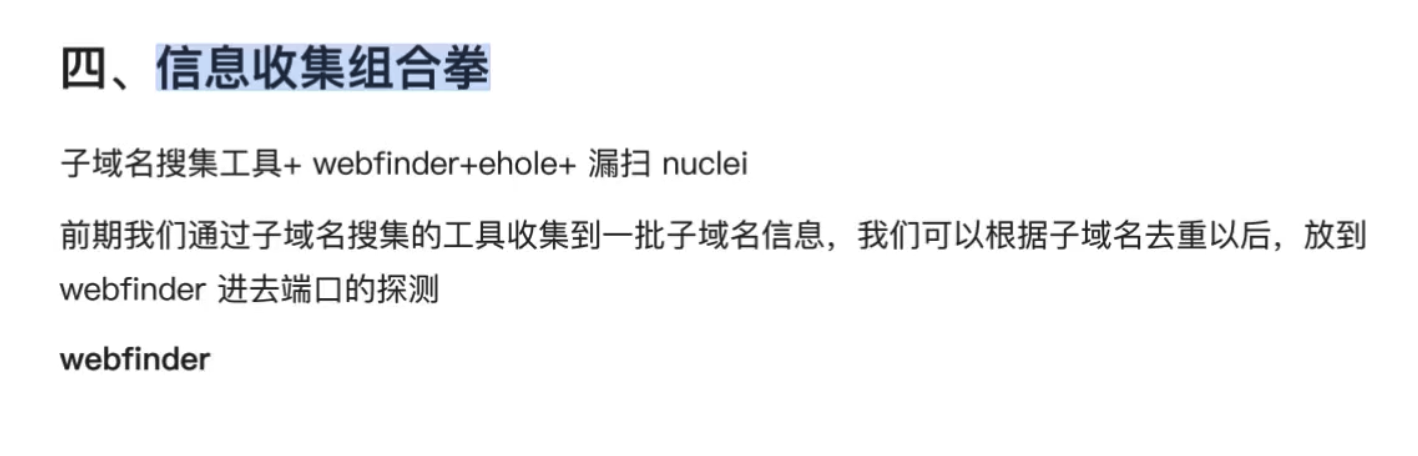 四、信息收集组合拳
子域名搜集工具+ webfinder+ehole+ 漏扫 nuclei
前期我们通过子域名搜集的工具收集到一批子域名信息，我们可以根据子域名去重以后，放到
webfinder 进去端口的探测
webfinder